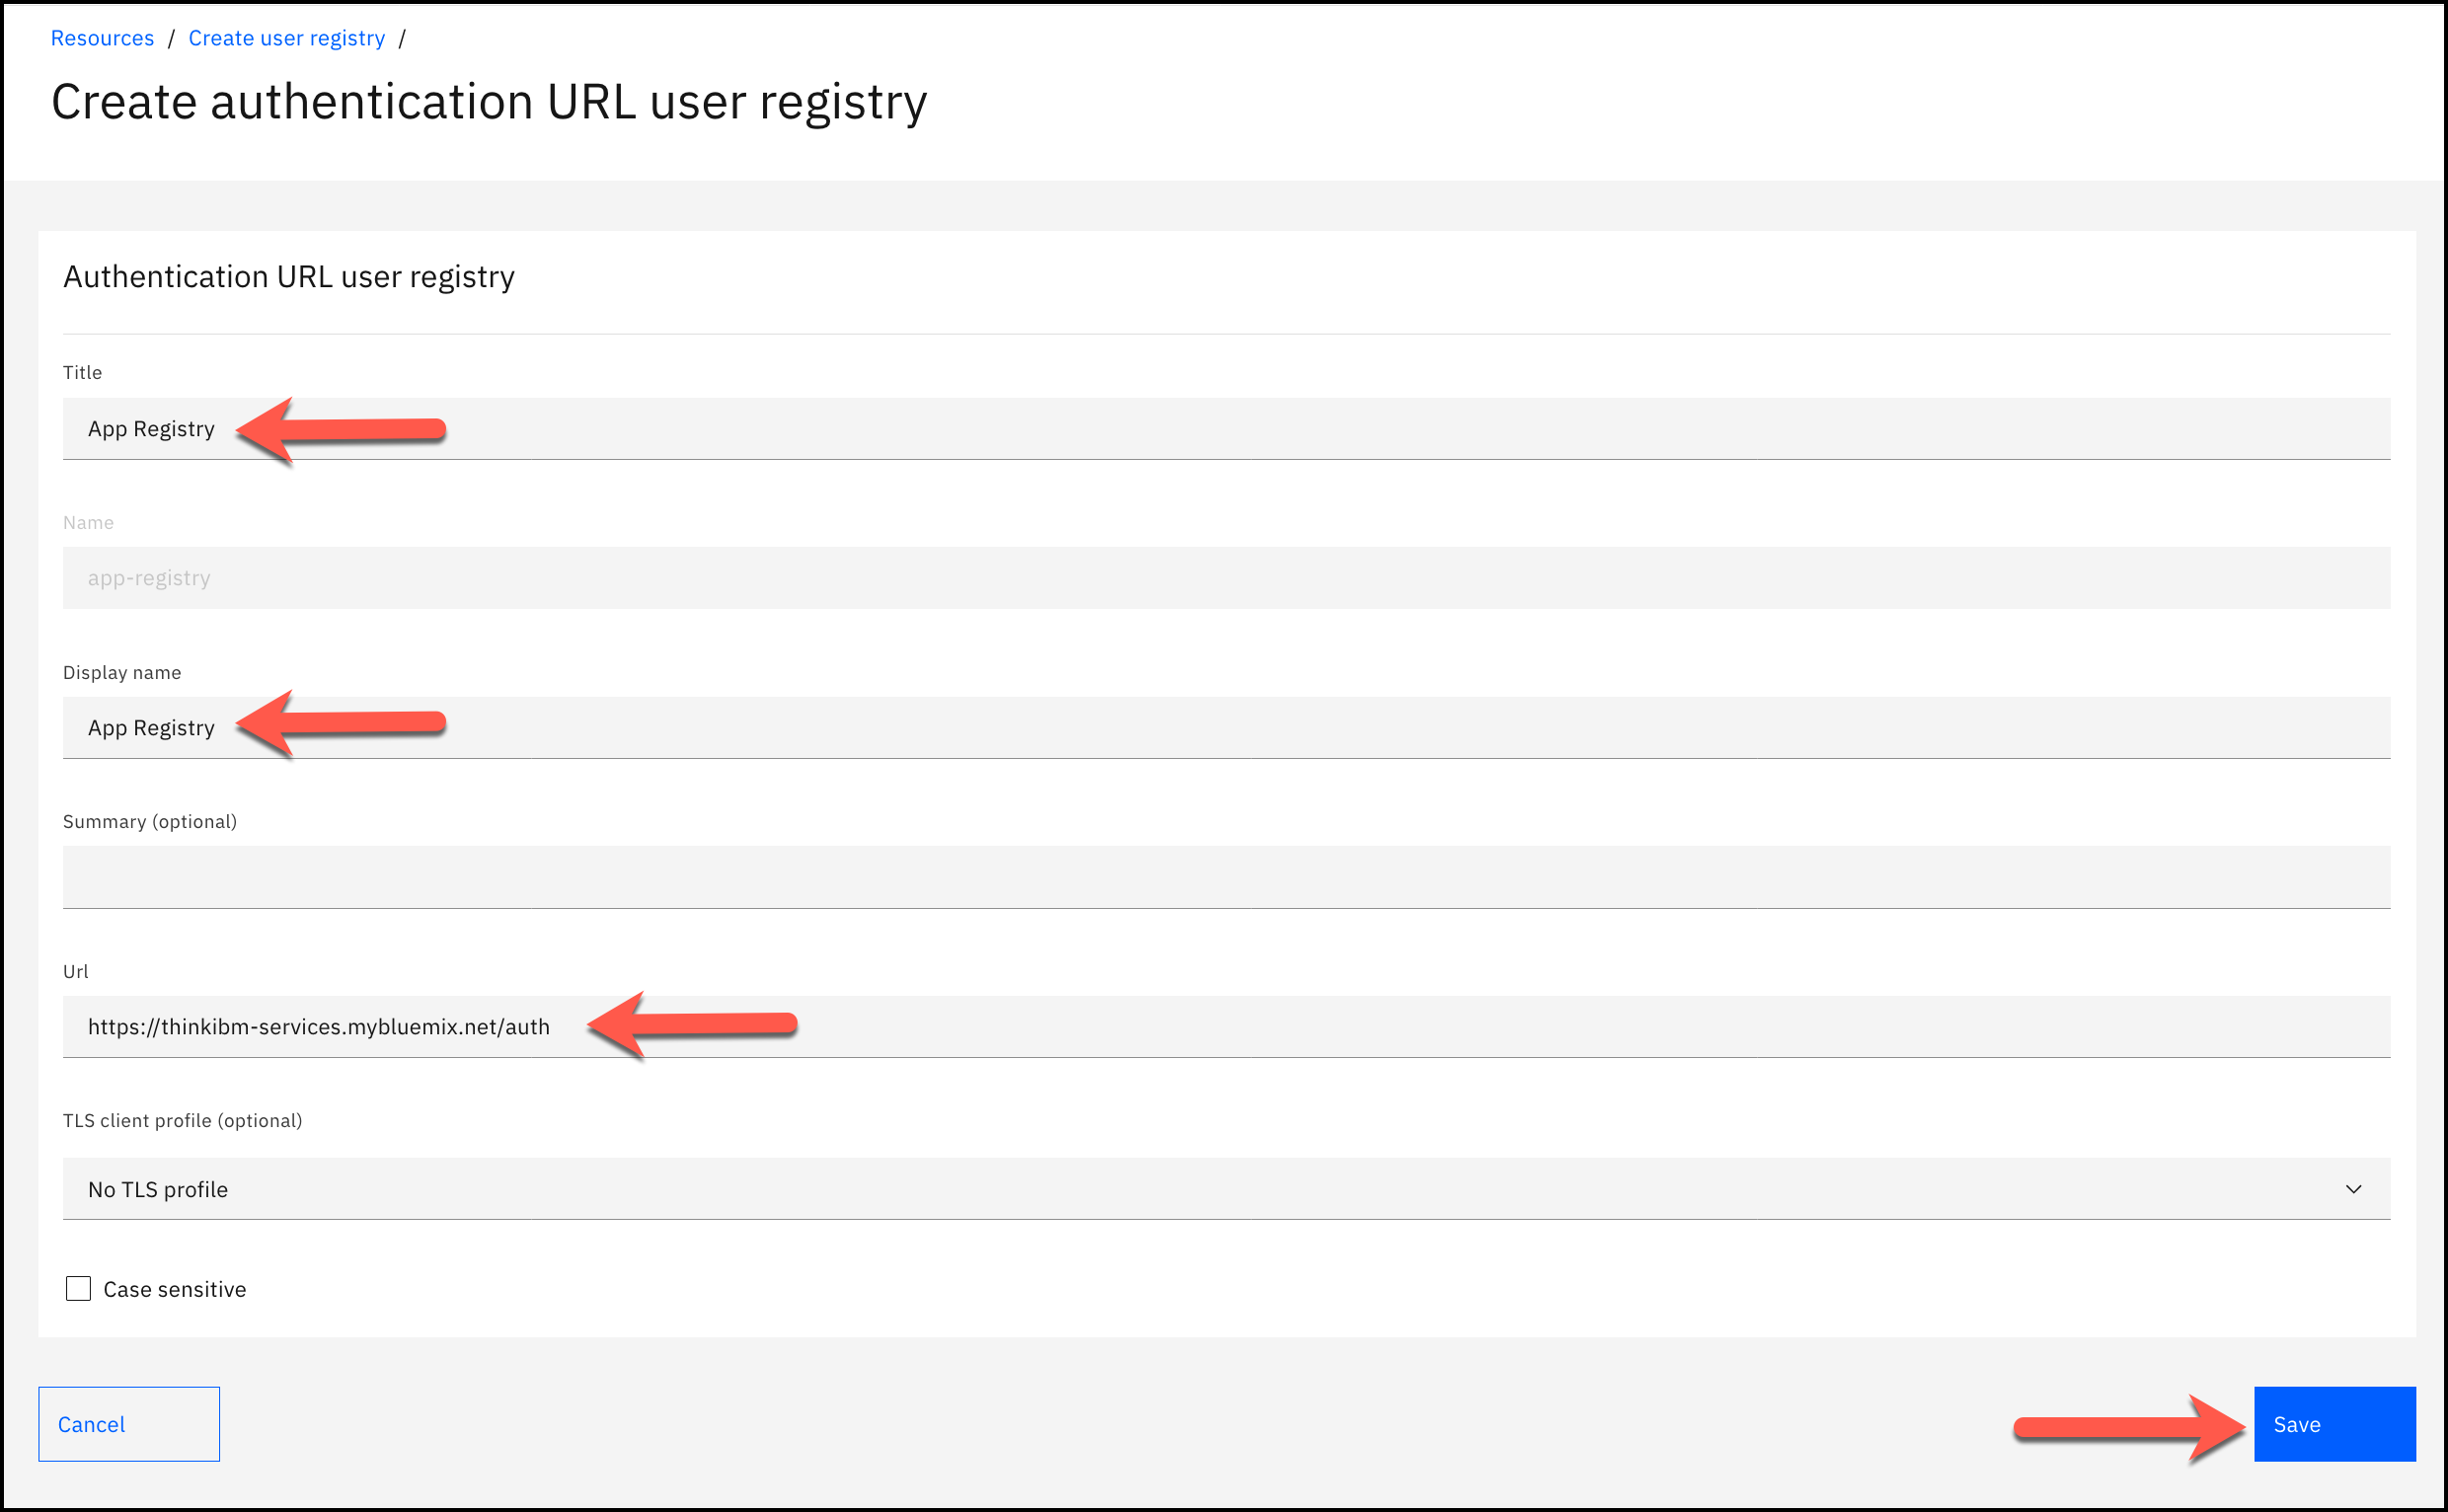 Resources / Create user registry /
Create authentication URL user registry
Authentication URL user registry
Title
App Registry
Name
app-registry
Display name
App Registry
Summary (optional)
Url
https://thinkibm-services.mybluemix.net/auth
TLS client profile (optional)
No TLS profile
Case sensitive
Cancel
Save